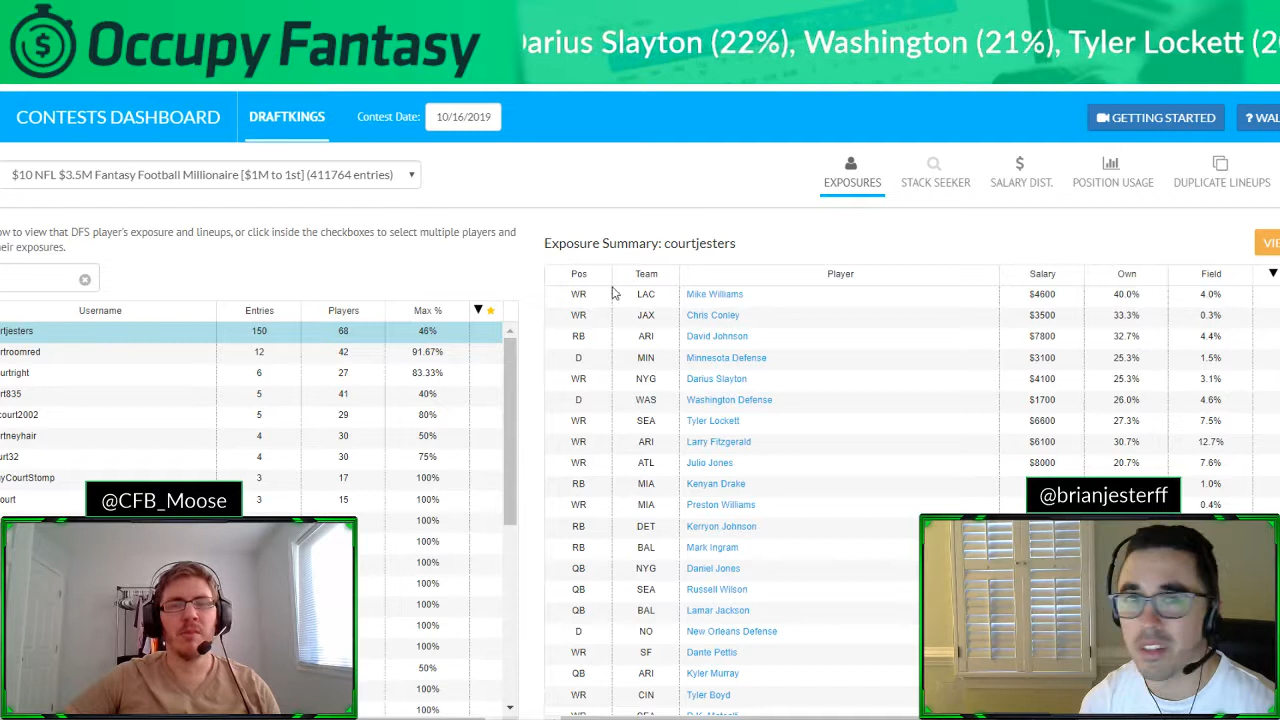 Occupy Fantasy
Darius Slayton (22%), Washington (21%), Tyler Lockett (2
CONTESTS DASHBOARD
DRAFTKINGS
Contest Date:
10/16/2019
GETTING STARTED
? WAL
$10 NFL $3.5M Fantasy Football Millionaire [$1M to 1st] (411764 entries)
EXPOSURES
STACK SEEKER
SALARY DIST.
POSITION USAGE
DUPLICATE LINEUPS
ow to view that DFS player's exposure and lineups, or click inside the checkboxes to select multiple players and
heir exposures.
Exposure Summary: courtjesters
VIE
Username Entries Players Max %
rtjesters 150 68 46%
rtroomred 12 42 91.67%
urtright 6 27 83.33%
rt835 5 41 40%
court2002 5 29 80%
rtneyhair 4 30 50%
urt32 4 30 75%
gyCourtStomp 3 17 100%
ourt 3 15 100%
100%
100%
100%
100%
100%
100%
100%
50%
100%
100%
Pos Team Player Salary Own Field
WR LAC Mike Williams $4600 40.0% 4.0%
WR JAX Chris Conley $3500 33.3% 0.3%
RB ARI David Johnson $7800 32.7% 4.4%
D MIN Minnesota Defense $3100 25.3% 1.5%
WR NYG Darius Slayton $4100 25.3% 3.1%
D WAS Washington Defense $1700 26.0% 4.6%
WR SEA Tyler Lockett $6600 27.3% 7.5%
WR ARI Larry Fitzgerald $6100 30.7% 12.7%
WR ATL Julio Jones $8000 20.7% 7.6%
RB MIA Kenyan Drake 1.0%
WR MIA Preston Williams 0.4%
RB DET Kerryon Johnson
RB BAL Mark Ingram
QB NYG Daniel Jones
QB SEA Russell Wilson
QB BAL Lamar Jackson
D NO New Orleans Defense
WR SF Dante Pettis
QB ARI Kyler Murray
WR CIN Tyler Boyd
@CFB_Moose
@brianjesterff